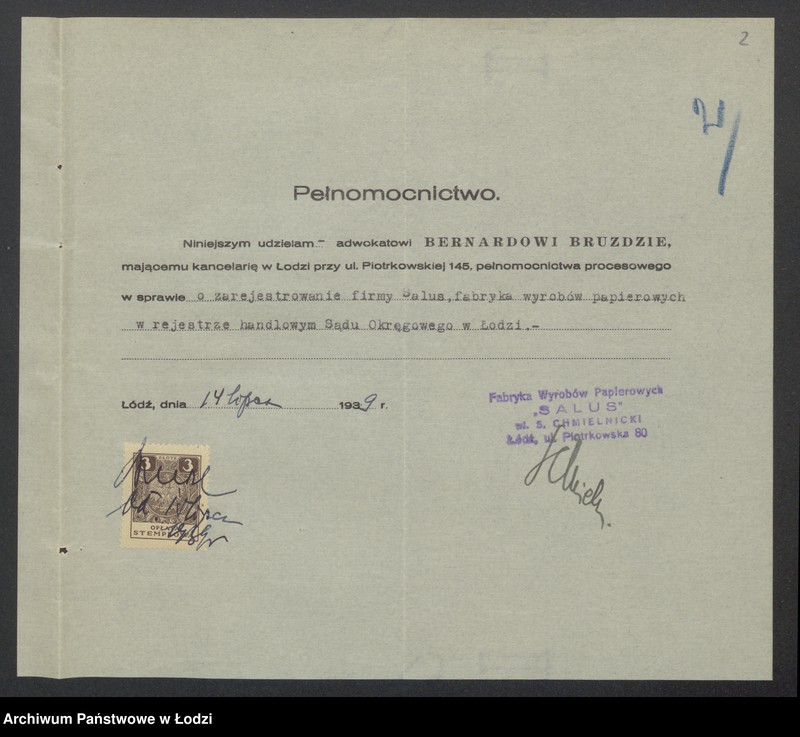 2
Pełnomocnictwo.
Niniejszym udzielam - adwokatowi BERNARDOWI BRUZDZIE,
mającemu kancelarię w Łodzi przy ul. Piotrkowskiej 145, pełnomocnictwa procesowego
w sprawie o zarejestrowanie firmy Salus, fabryka wyrobów papierowych
w rejestrze handlowym Sądu Okręgowego w Łodzi.-
Łódź, dnia 14 lipca 1939 r.
Fabryka Wyrobów Papierowych
„SALUS"
wł. S. CHMIELNICKI
Łódź, ul. Piotrkowska 80
3 ZŁOTE 3
OPŁATA
STEMPLOWA
Archiwum Państwowe w Łodzi